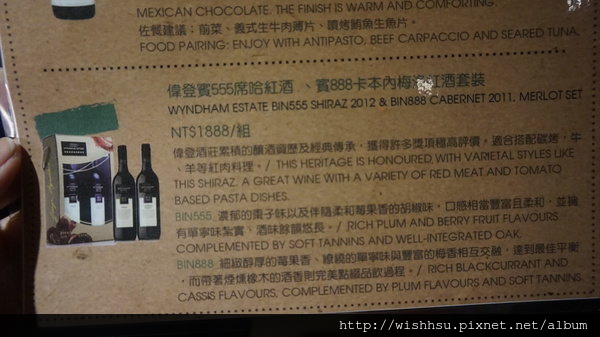 MEXICAN CHOCOLATE. THE FINISH IS WARM AND COMFORTING.
佐餐建議：前菜、義式生牛肉薄片、噴烤鮪魚生魚片。
FOOD PAIRING: ENJOY WITH ANTIPASTO, BEEF CARPACCIO AND SEARED TUNA.
偉登賓555席哈紅酒 、賓888卡本內梅洛紅酒套裝
WYNDHAM ESTATE BIN555 SHIRAZ 2012 & BIN888 CABERNET 2011, MERLOT SET
NT$1888/組
偉登酒莊累積的釀酒資歷及經典傳承，獲得許多獎項種高評價。適合搭配碳烤，牛
、羊等紅肉料理。/ THIS HERITAGE IS HONOURED WITH VARIETAL STYLES LIKE
THIS SHIRAZ. A GREAT WINE WITH A VARIETY OF RED MEAT AND TOMATO
BASED PASTA DISHES.
BIN555 濃郁的棗子味以及伴隨柔和莓果香的胡椒味，口感相當豐富且柔和，並擁
有單寧味紮實、酒味餘韻悠長。/ RICH PLUM AND BERRY FRUIT FLAVOURS
COMPLEMENTED BY SOFT TANNINS AND WELL-INTEGRATED OAK.
BIN888 細緻醇厚的莓果香、繚繞的單寧味與豐富的梅香相互交融，達到最佳平衡
，而帶著煙燻橡木的酒香則完美點綴品飲過程。/ RICH BLACKCURRANT AND
CASSIS FLAVOURS, COMPLEMENTED BY PLUM FLAVOURS AND SOFT TANNINS.
http://wishhsu.pixnet.net/album